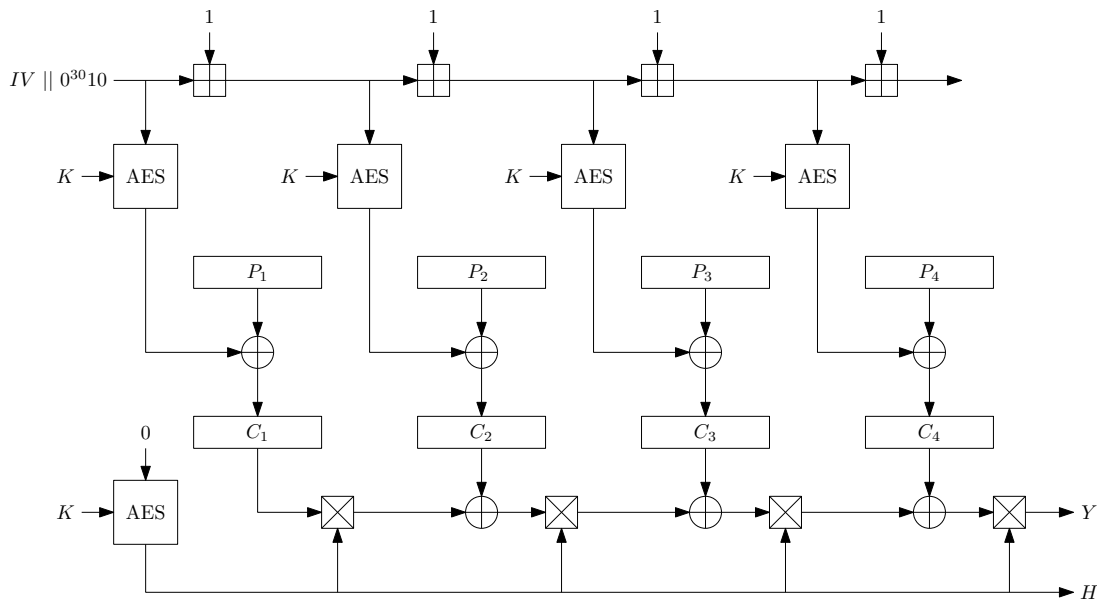 1 1 1 1
IV || 0³⁰10
K AES K AES K AES K AES
P₁ P₂ P₃ P₄
C₁ C₂ C₃ C₄
0
K AES Y
H